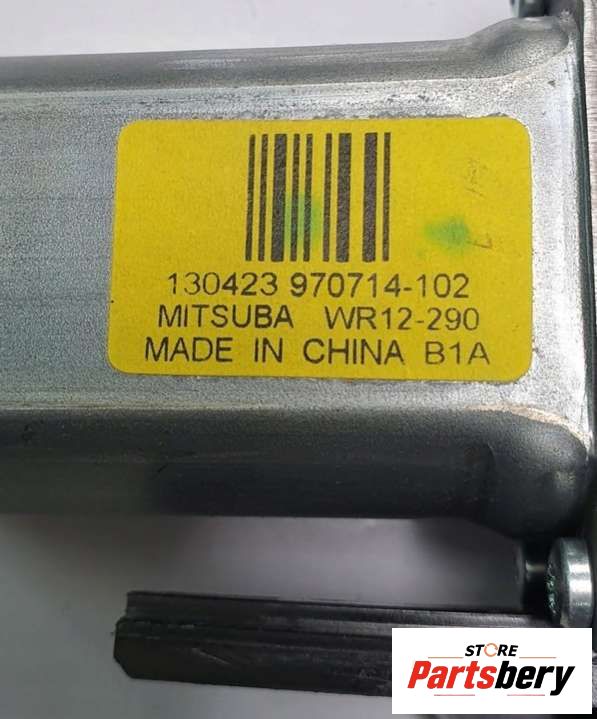 130423 970714-102
MITSUBA WR12-290
MADE IN CHINA B1A
STORE
Partsbery